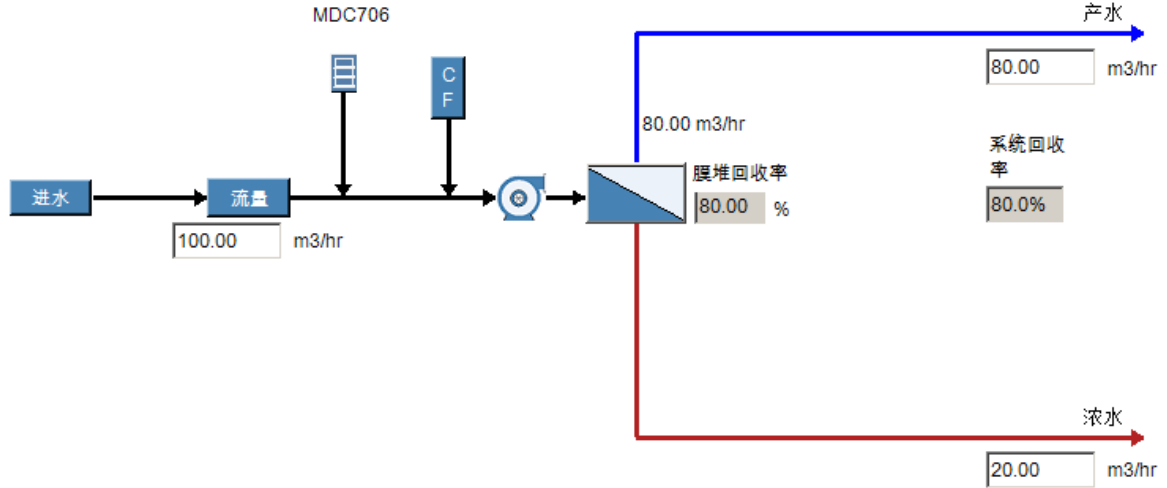 MDC706
产水
80.00 m3/hr
C
F
80.00 m3/hr
系统回收
率
80.0%
膜堆回收率
80.00 %
进水
流量
100.00 m3/hr
浓水
20.00 m3/hr